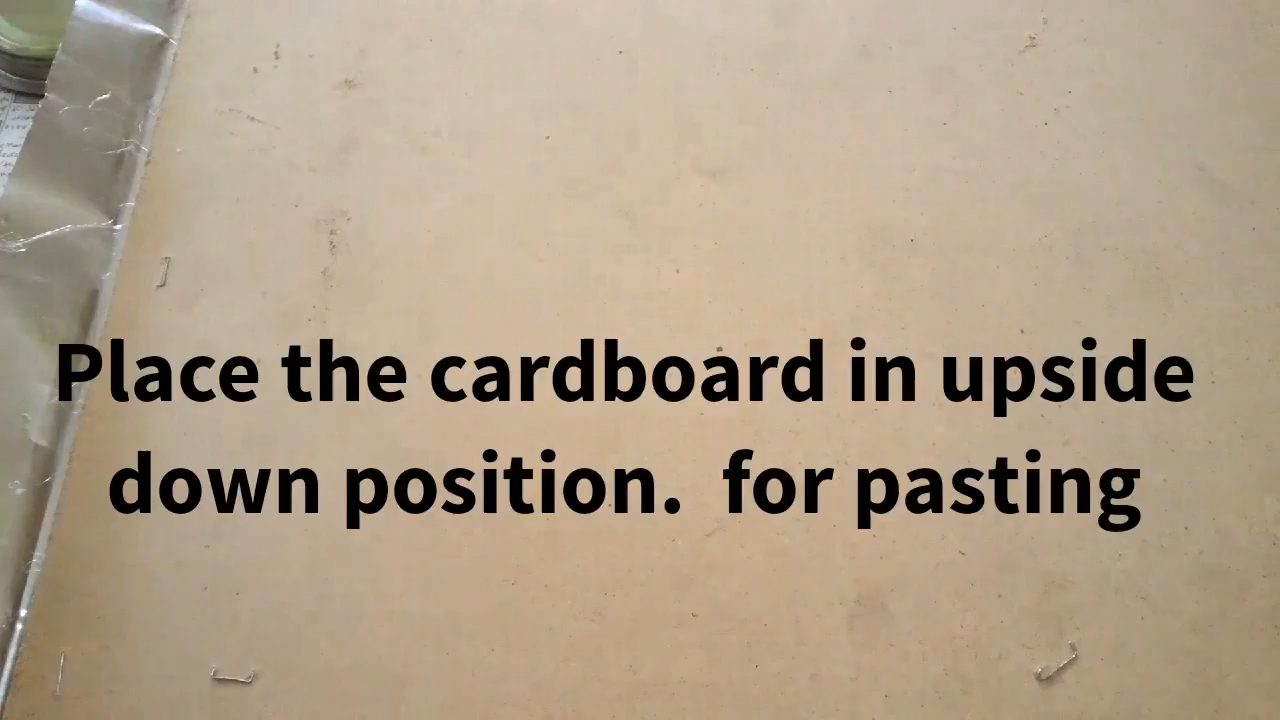 Place the cardboard in upside
down position.  for pasting